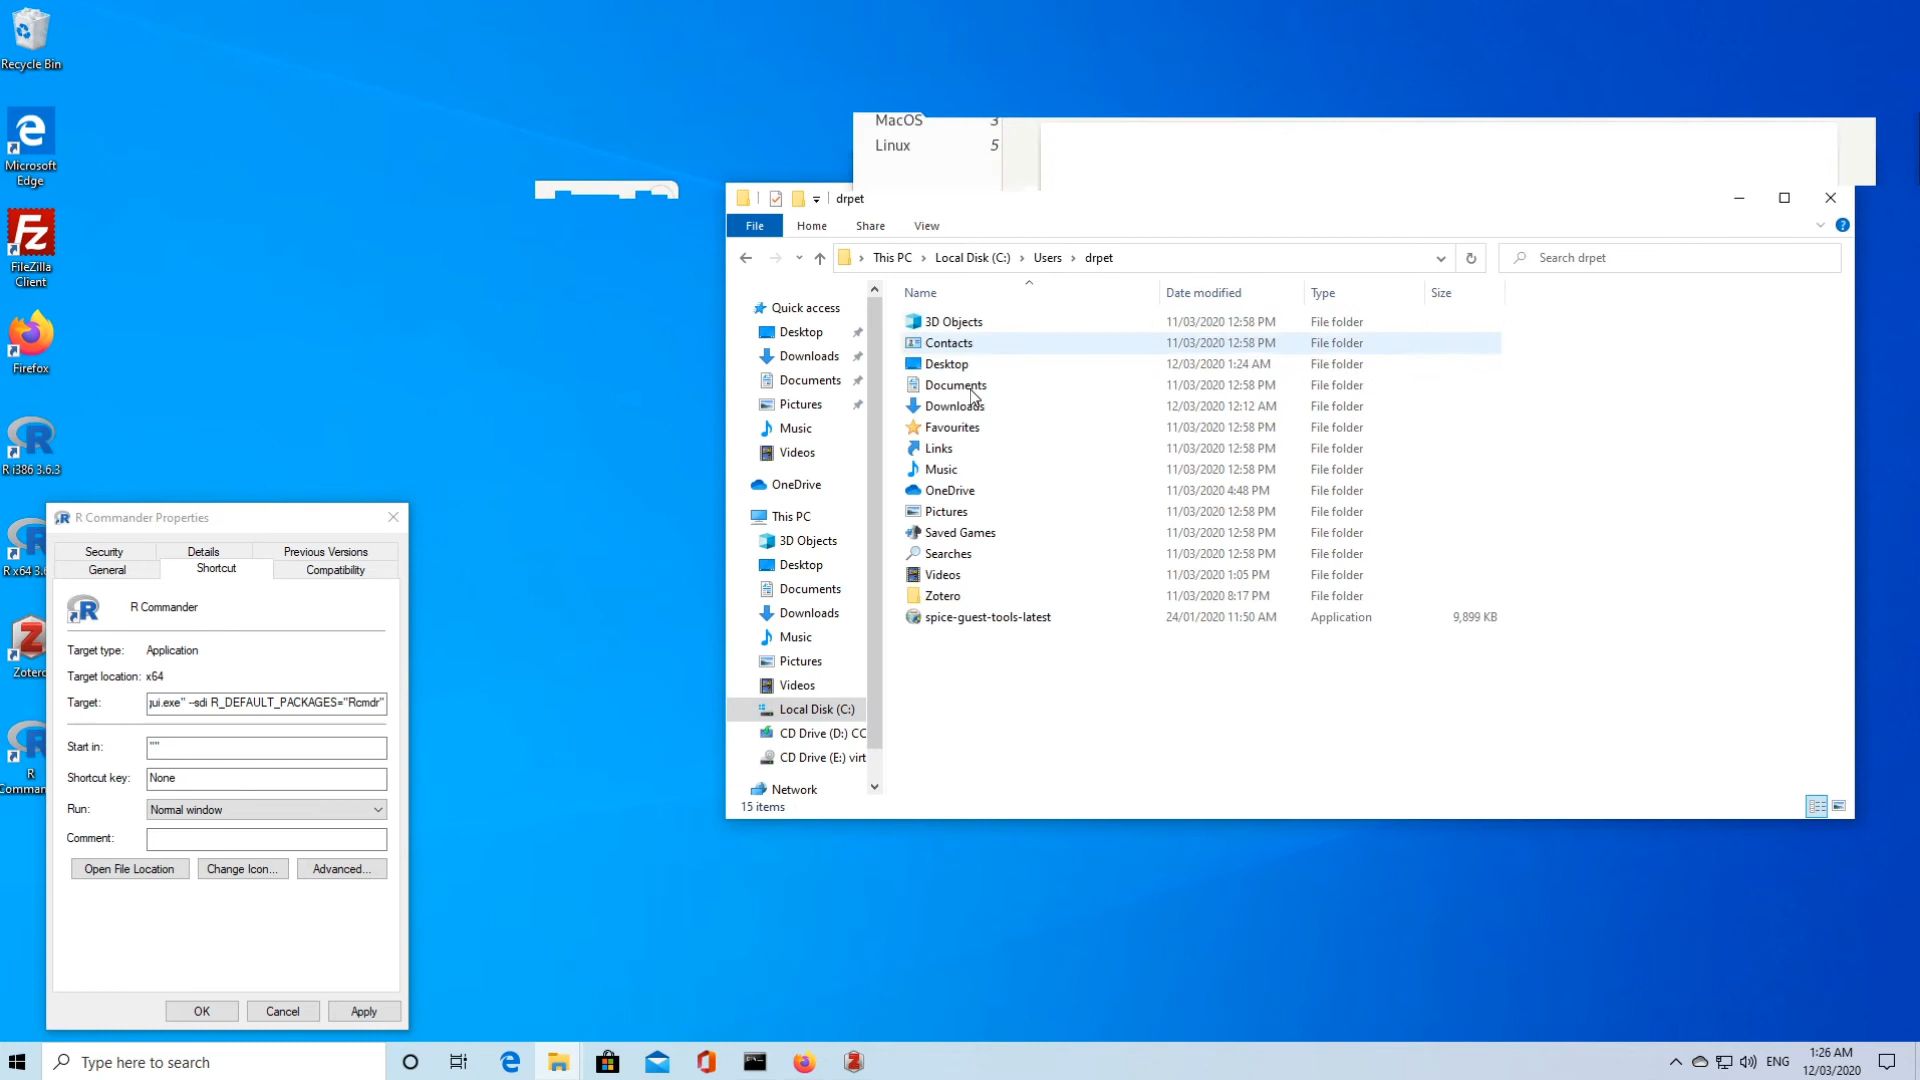 Recycle Bin
Microsoft
Edge
FileZilla
Client
Firefox
R i386 3.6.3
R x64 3.6
Zotero
R
Comman
MacOS 3
Linux 5
drpet
File Home Share View
This PC Local Disk (C:) Users drpet
Search drpet
Quick access
Desktop
Downloads
Documents
Pictures
Music
Videos
OneDrive
This PC
3D Objects
Desktop
Documents
Downloads
Music
Pictures
Videos
Local Disk (C:)
CD Drive (D:) CC
CD Drive (E:) virt
Network
Name Date modified Type Size
3D Objects 11/03/2020 12:58 PM File folder
Contacts 11/03/2020 12:58 PM File folder
Desktop 12/03/2020 1:24 AM File folder
Documents 11/03/2020 12:58 PM File folder
Downloads 12/03/2020 12:12 AM File folder
Favourites 11/03/2020 12:58 PM File folder
Links 11/03/2020 12:58 PM File folder
Music 11/03/2020 12:58 PM File folder
OneDrive 11/03/2020 4:48 PM File folder
Pictures 11/03/2020 12:58 PM File folder
Saved Games 11/03/2020 12:58 PM File folder
Searches 11/03/2020 12:58 PM File folder
Videos 11/03/2020 1:05 PM File folder
Zotero 11/03/2020 8:17 PM File folder
spice-guest-tools-latest 24/01/2020 11:50 AM Application 9,899 KB
15 items
R Commander Properties
Security Details Previous Versions
General Shortcut Compatibility
R Commander
Target type: Application
Target location: x64
Target: gui.exe" --sdi R_DEFAULT_PACKAGES="Rcmdr"
Start in: ""
Shortcut key: None
Run: Normal window
Comment:
Open File Location Change Icon... Advanced...
OK Cancel Apply
Type here to search
ENG
1:26 AM
12/03/2020